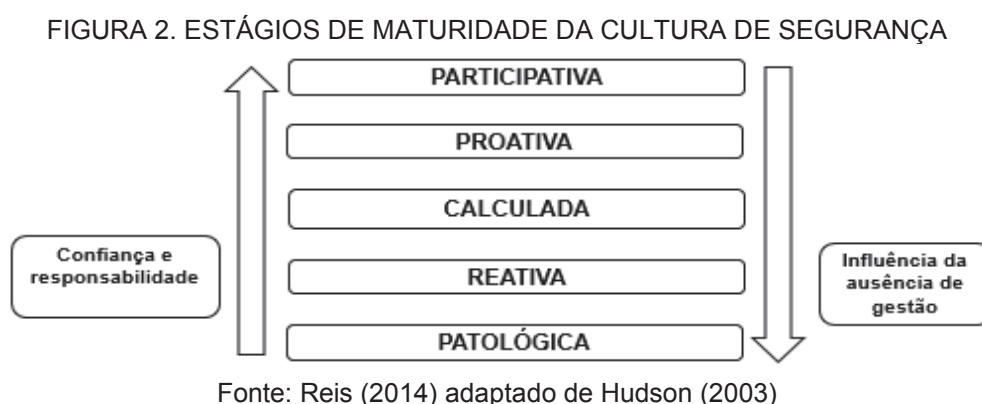 FIGURA 2. ESTÁGIOS DE MATURIDADE DA CULTURA DE SEGURANÇA
PARTICIPATIVA
PROATIVA
CALCULADA
Confiança e
responsabilidade
REATIVA
Influência da
ausência de
gestão
PATOLÓGICA
Fonte: Reis (2014) adaptado de Hudson (2003)